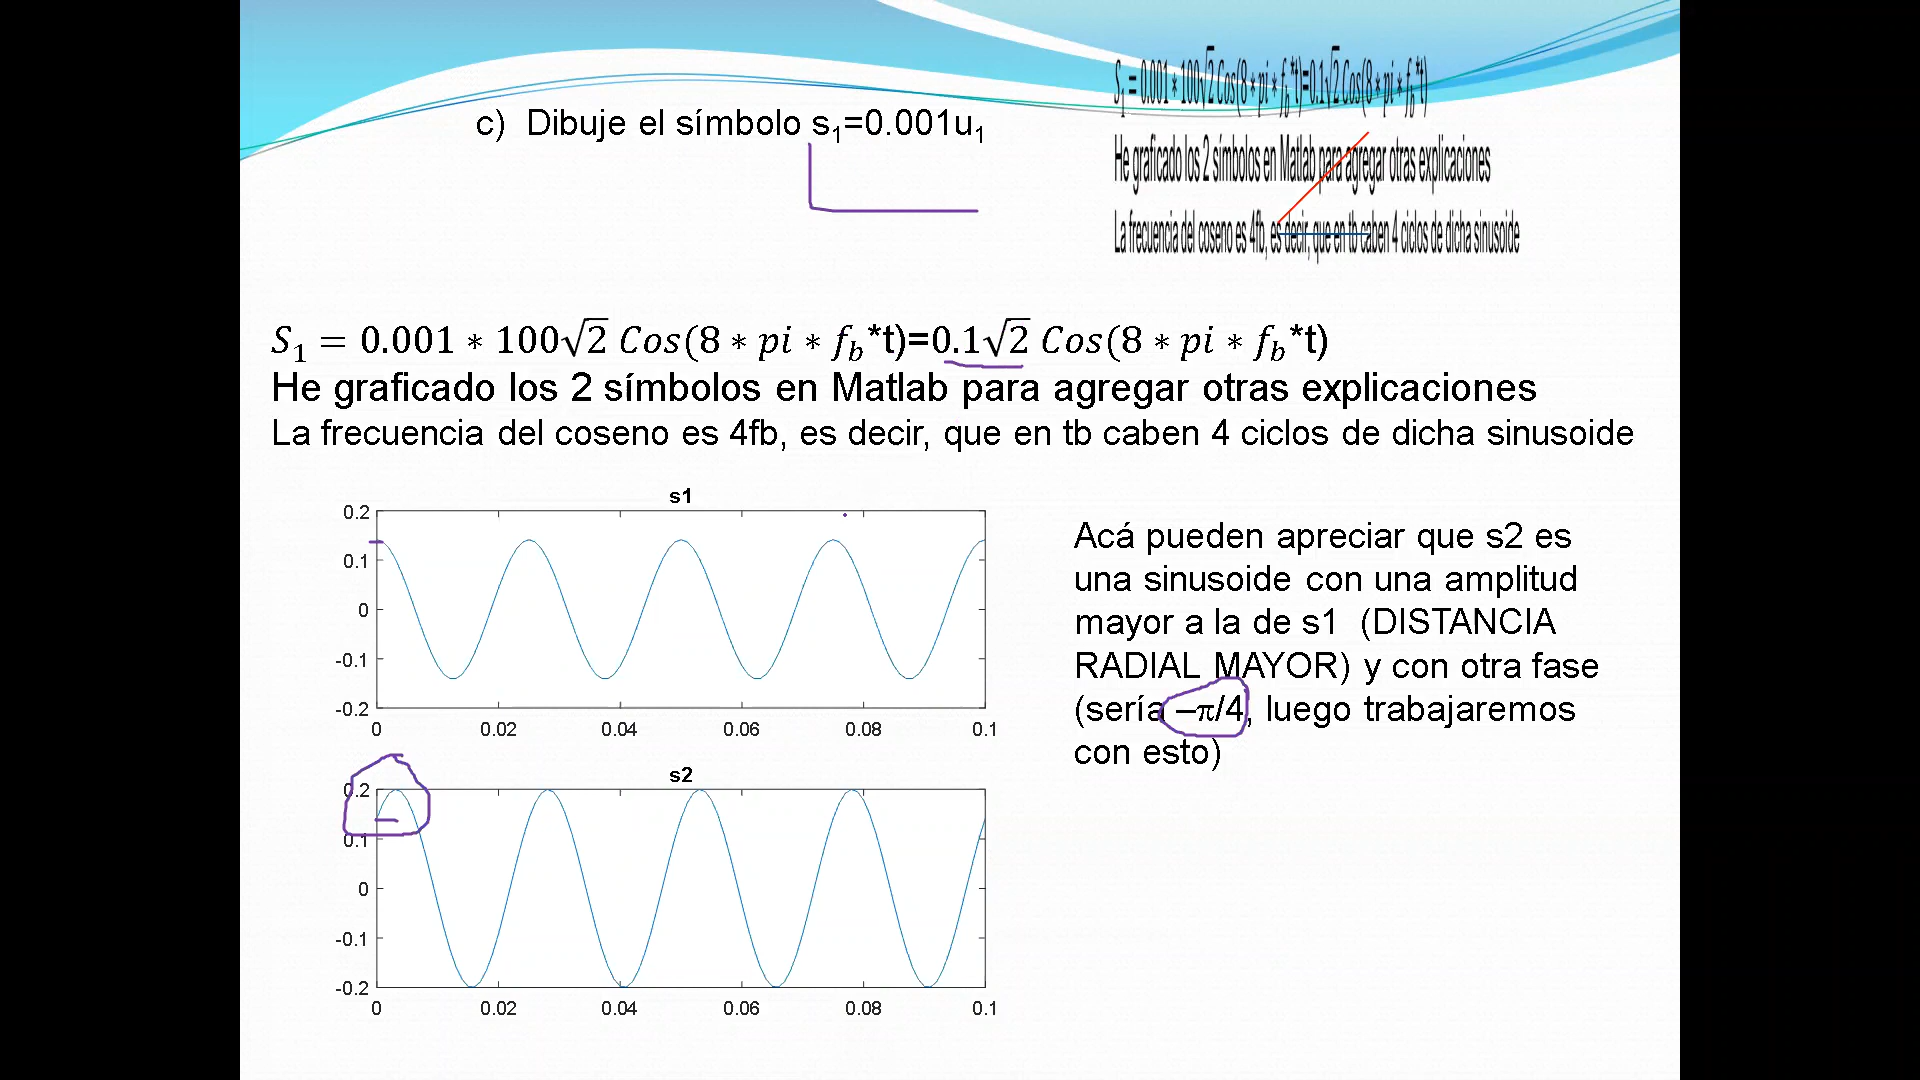 c) Dibuje el símbolo s₁=0.001u₁
S₁ = 0.001 ∗ 100√2 Cos(8 ∗ pi ∗ f_b*t)=0.1√2 Cos(8 ∗ pi ∗ f_b*t)
He graficado los 2 símbolos en Matlab para agregar otras explicaciones
La frecuencia del coseno es 4fb, es decir, que en tb caben 4 ciclos de dicha sinusoide
S₁ = 0.001 ∗ 100√2 Cos(8 ∗ pi ∗ f_b*t)=0.1√2 Cos(8 ∗ pi ∗ f_b*t)
He graficado los 2 símbolos en Matlab para agregar otras explicaciones
La frecuencia del coseno es 4fb, es decir, que en tb caben 4 ciclos de dicha sinusoide
s1
0.2
0.1
0
-0.1
-0.2
0 0.02 0.04 0.06 0.08 0.1
s2
0.2
0.1
0
-0.1
-0.2
0 0.02 0.04 0.06 0.08 0.1
Acá pueden apreciar que s2 es
una sinusoide con una amplitud
mayor a la de s1 (DISTANCIA
RADIAL MAYOR) y con otra fase
(sería –π/4, luego trabajaremos
con esto)